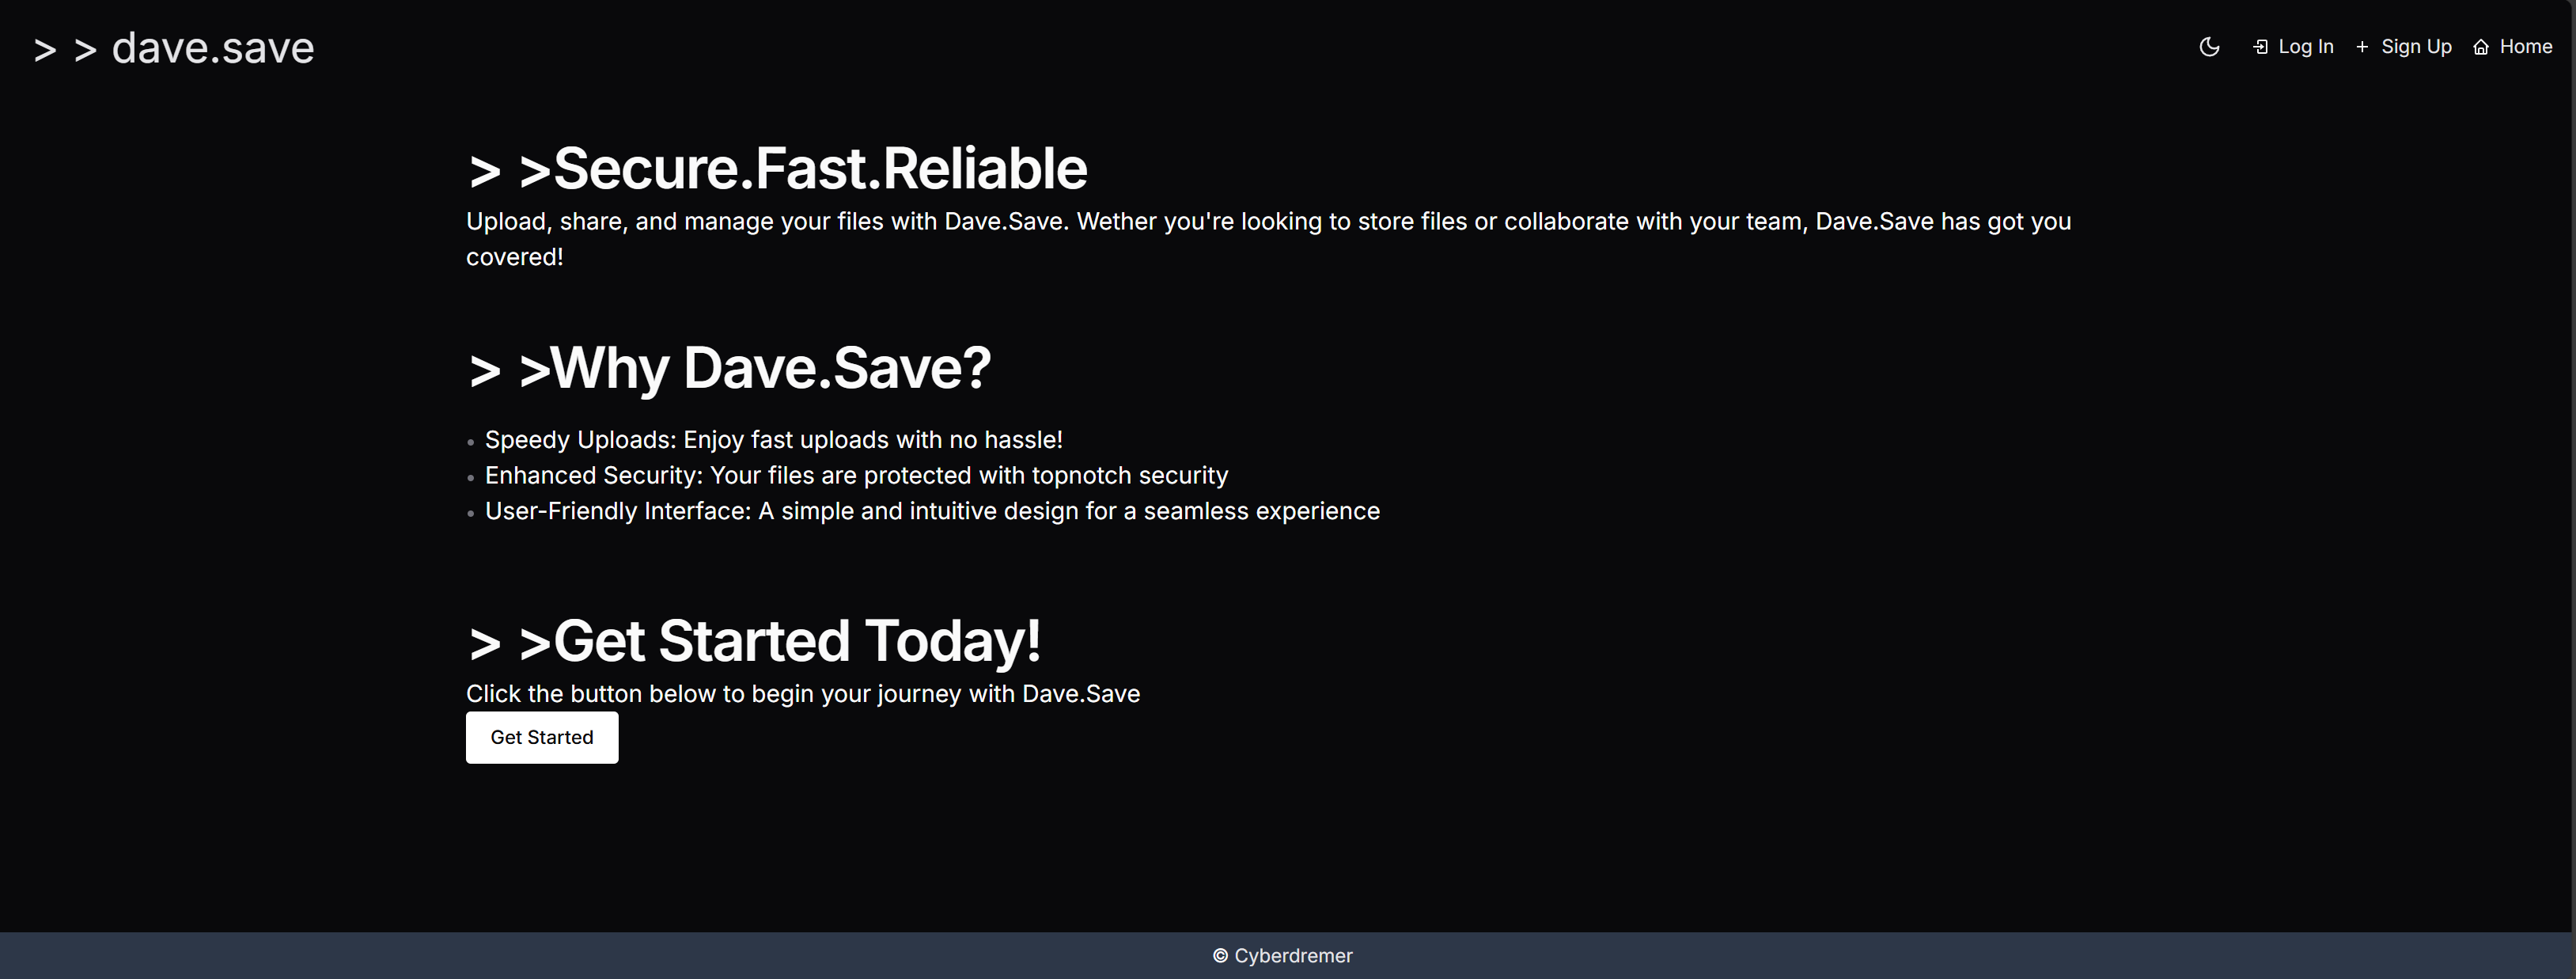 > > dave.save
Log In + Sign Up Home
> >Secure.Fast.Reliable
Upload, share, and manage your files with Dave.Save. Wether you're looking to store files or collaborate with your team, Dave.Save has got you
covered!
> >Why Dave.Save?
• Speedy Uploads: Enjoy fast uploads with no hassle!
• Enhanced Security: Your files are protected with topnotch security
• User-Friendly Interface: A simple and intuitive design for a seamless experience
> >Get Started Today!
Click the button below to begin your journey with Dave.Save
Get Started
© Cyberdremer